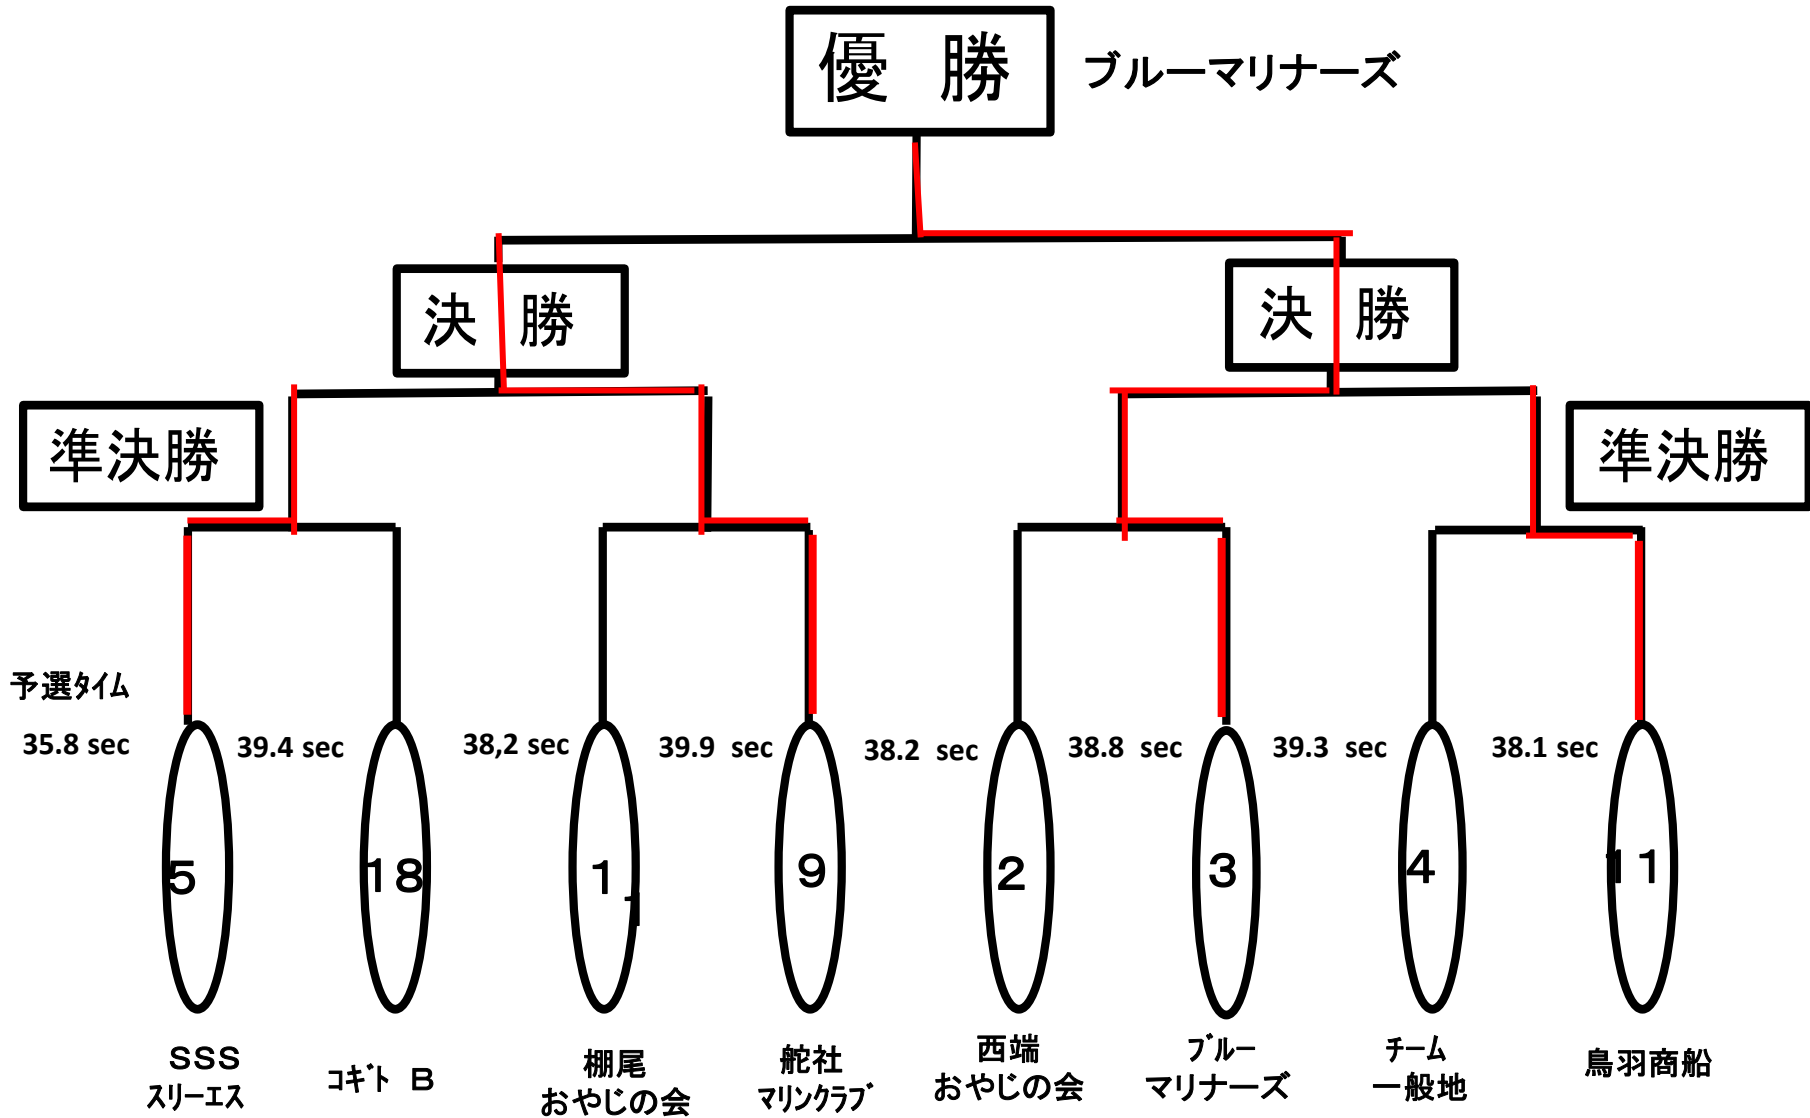 優 勝
ブルーマリナーズ
決 勝
決 勝
準決勝
準決勝
予選ﾀｲﾑ
35.8 sec
39.4 sec
38,2 sec
39.9 sec
38.2 sec
38.8 sec
39.3 sec
38.1 sec
5
18
1 1
9
2
3
4
11
SSS
ｽﾘｰｴｽ
ｺｷﾞﾄ B
棚尾
おやじの会
舵社
ﾏﾘﾝｸﾗﾌﾞ
西端
おやじの会
ﾌﾞﾙｰ
マリナーズ
ﾁｰﾑ
一般地
鳥羽商船